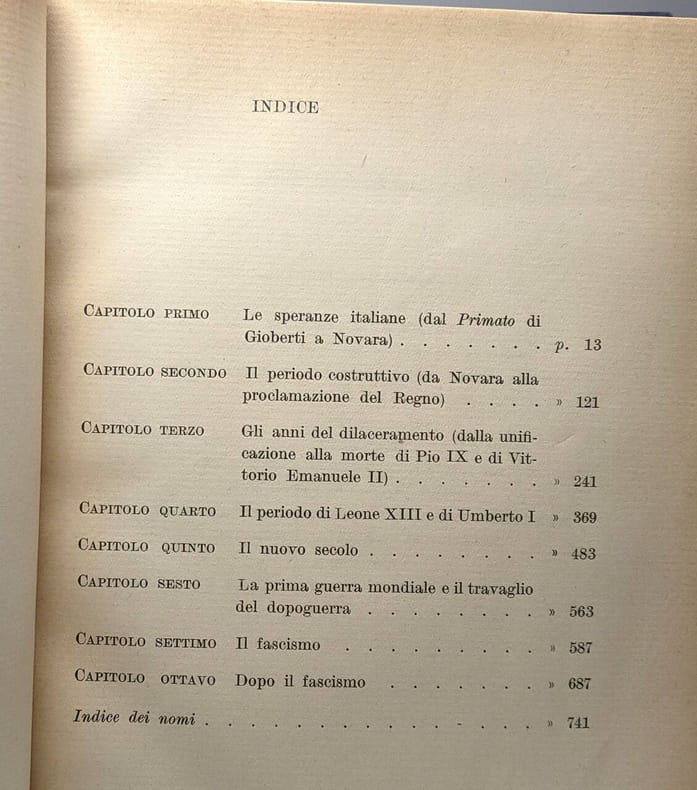 INDICE
CAPITOLO PRIMO Le speranze italiane (dal Primato di
Gioberti a Novara) . . . . . . . p. 13
CAPITOLO SECONDO Il periodo costruttivo (da Novara alla
proclamazione del Regno) . . . . » 121
CAPITOLO TERZO Gli anni del dilaceramento (dalla unifi-
cazione alla morte di Pio IX e di Vit-
torio Emanuele II) . . . . . . . » 241
CAPITOLO QUARTO Il periodo di Leone XIII e di Umberto I » 369
CAPITOLO QUINTO Il nuovo secolo . . . . . . . . » 483
CAPITOLO SESTO La prima guerra mondiale e il travaglio
del dopoguerra . . . . . . . . » 563
CAPITOLO SETTIMO Il fascismo . . . . . . . . . » 587
CAPITOLO OTTAVO Dopo il fascismo . . . . . . . » 687
Indice dei nomi . . . . . . . . . . . . . . . » 741